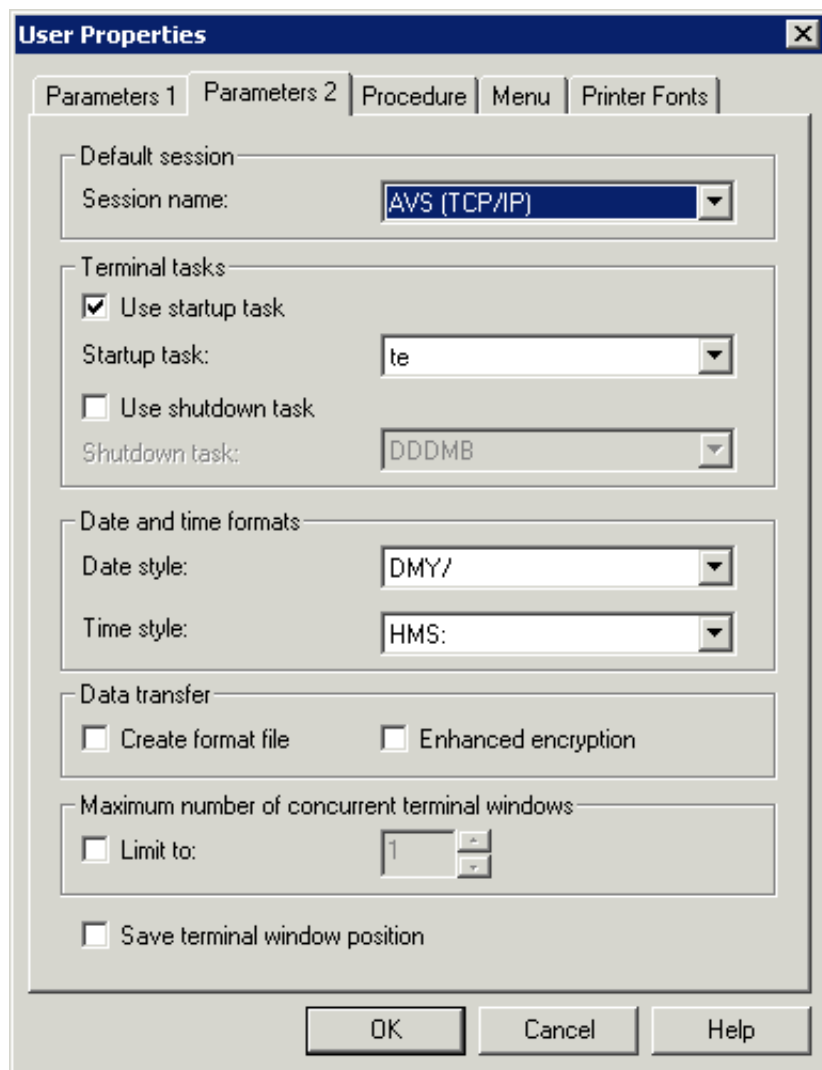 User Properties
Parameters 1 Parameters 2 Procedure Menu Printer Fonts
Default session
Session name: AVS (TCP/IP)
Terminal tasks
Use startup task
Startup task: te
Use shutdown task
Shutdown task: DDDMB
Date and time formats
Date style: DMY/
Time style: HMS:
Data transfer
Create format file Enhanced encryption
Maximum number of concurrent terminal windows
Limit to: 1
Save terminal window position
OK Cancel Help